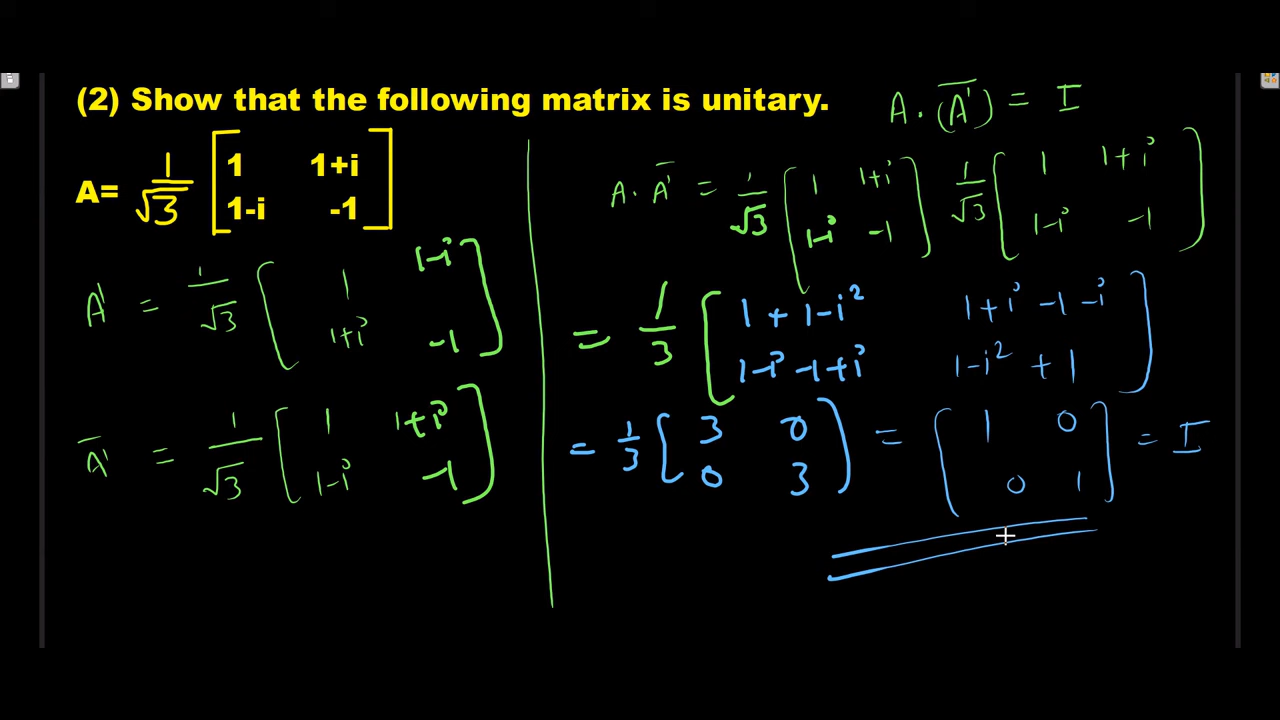 (2) Show that the following matrix is unitary.
A · (A̅') = I
A= 1/√3 [1 1+i
1-i -1]
A' = 1/√3 [1 1-i
1+i -1]
A̅' = 1/√3 [1 1+i
1-i -1]
A · A̅' = 1/√3 [1 1+i
1-i -1] 1/√3 [1 1+i
1-i -1]
= 1/3 [1+1-i² 1+i-1-i
1-i-1+i 1-i²+1]
= 1/3 [3 0
0 3] = [1 0
0 1] = I